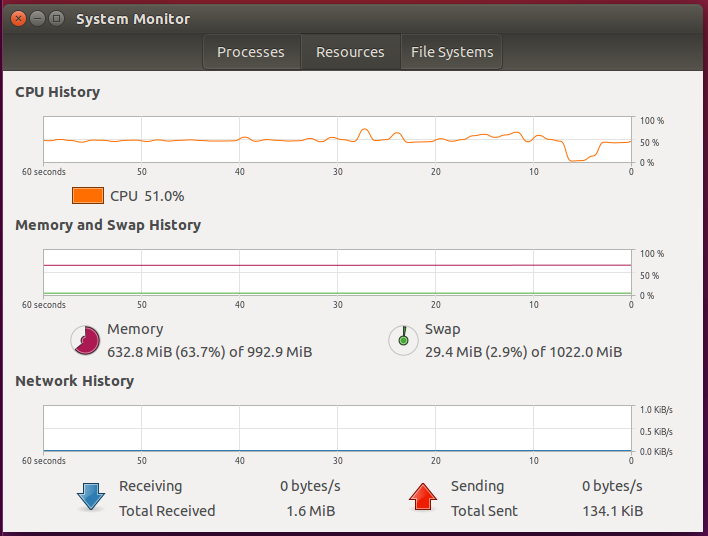 System Monitor
Processes Resources File Systems
CPU History
100 %
50 %
0 %
60 seconds 50 40 30 20 10 0
CPU 51.0%
Memory and Swap History
100 %
50 %
0 %
60 seconds 50 40 30 20 10 0
Memory Swap
632.8 MiB (63.7%) of 992.9 MiB 29.4 MiB (2.9%) of 1022.0 MiB
Network History
1.0 KiB/s
0.5 KiB/s
0.0 KiB/s
60 seconds 50 40 30 20 10 0
Receiving 0 bytes/s Sending 0 bytes/s
Total Received 1.6 MiB Total Sent 134.1 KiB